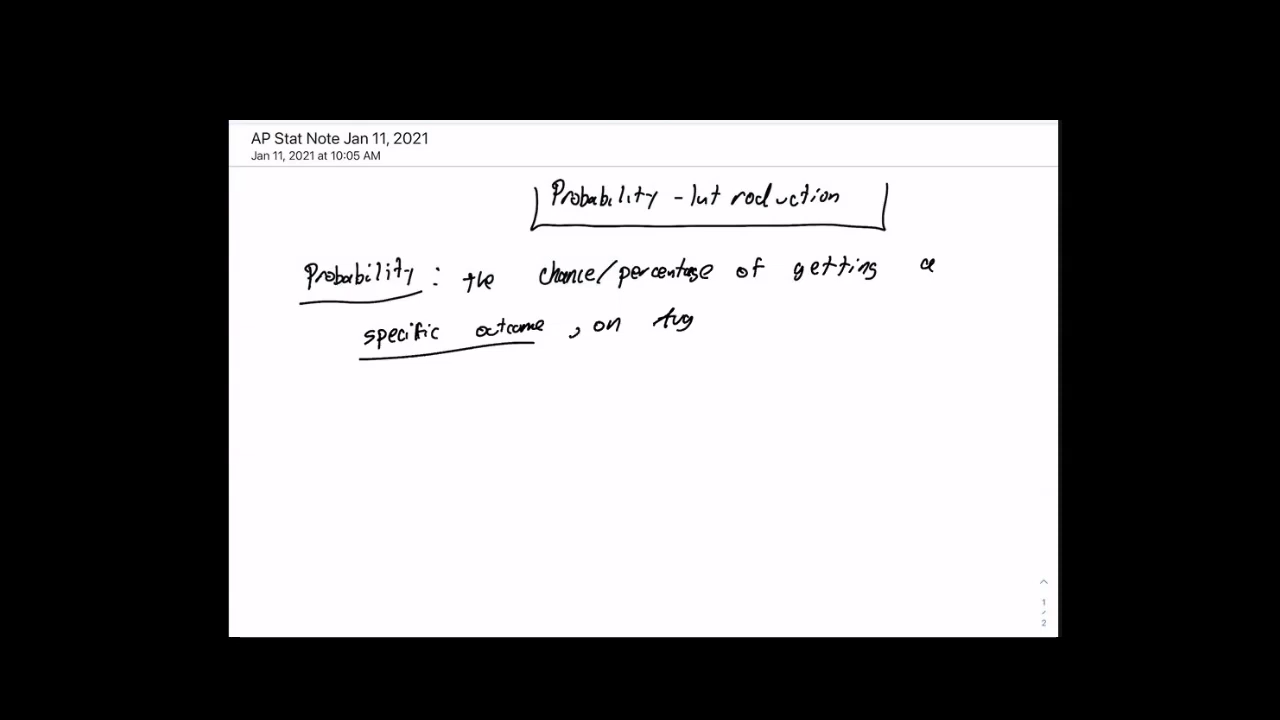 AP Stat Note Jan 11, 2021
Jan 11, 2021 at 10:05 AM
Probability - Introduction
Probability : the chance/percentage of getting a
specific outcome, on Avg
1
/
2